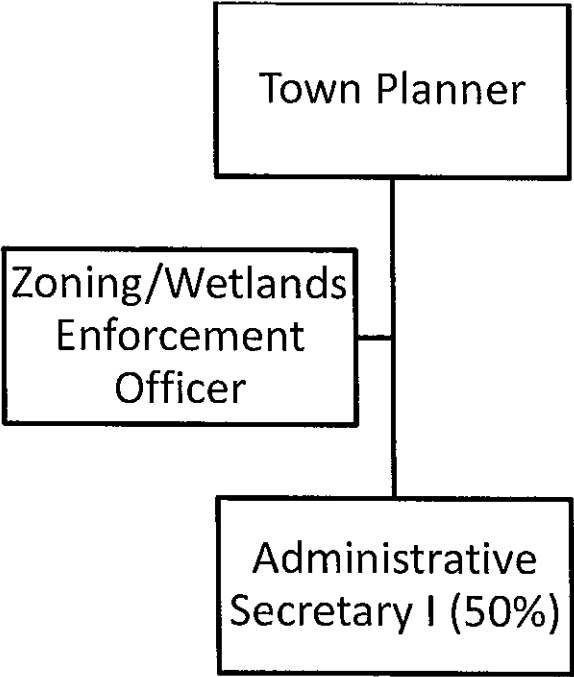 Town Planner
Zoning/Wetlands
Enforcement
Officer
Administrative
Secretary I (50%)